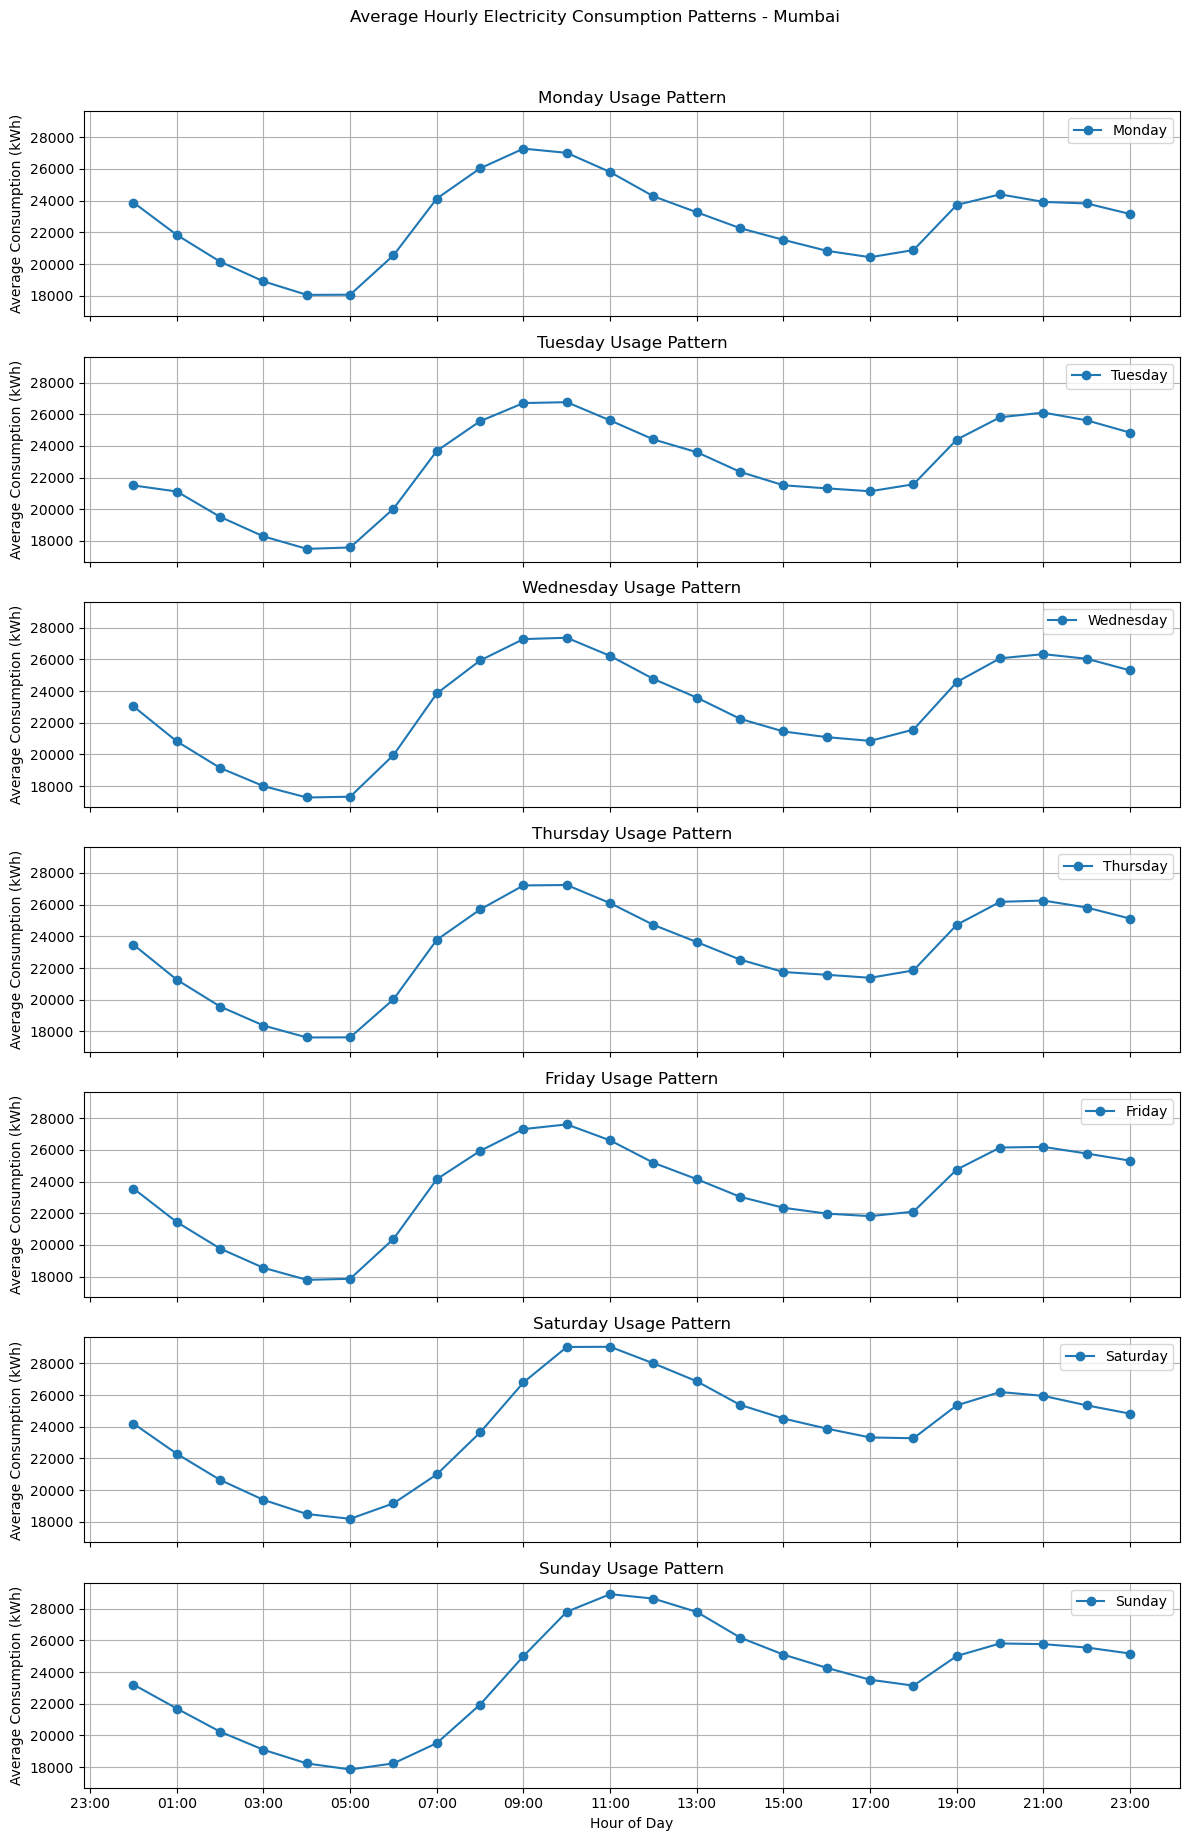 Average Hourly Electricity Consumption Patterns - Mumbai
Monday Usage Pattern
Average Consumption (kWh)
28000
26000
24000
22000
20000
18000
Monday
Tuesday Usage Pattern
Average Consumption (kWh)
28000
26000
24000
22000
20000
18000
Tuesday
Wednesday Usage Pattern
Average Consumption (kWh)
28000
26000
24000
22000
20000
18000
Wednesday
Thursday Usage Pattern
Average Consumption (kWh)
28000
26000
24000
22000
20000
18000
Thursday
Friday Usage Pattern
Average Consumption (kWh)
28000
26000
24000
22000
20000
18000
Friday
Saturday Usage Pattern
Average Consumption (kWh)
28000
26000
24000
22000
20000
18000
Saturday
Sunday Usage Pattern
Average Consumption (kWh)
28000
26000
24000
22000
20000
18000
Sunday
23:00 01:00 03:00 05:00 07:00 09:00 11:00 13:00 15:00 17:00 19:00 21:00 23:00
Hour of Day